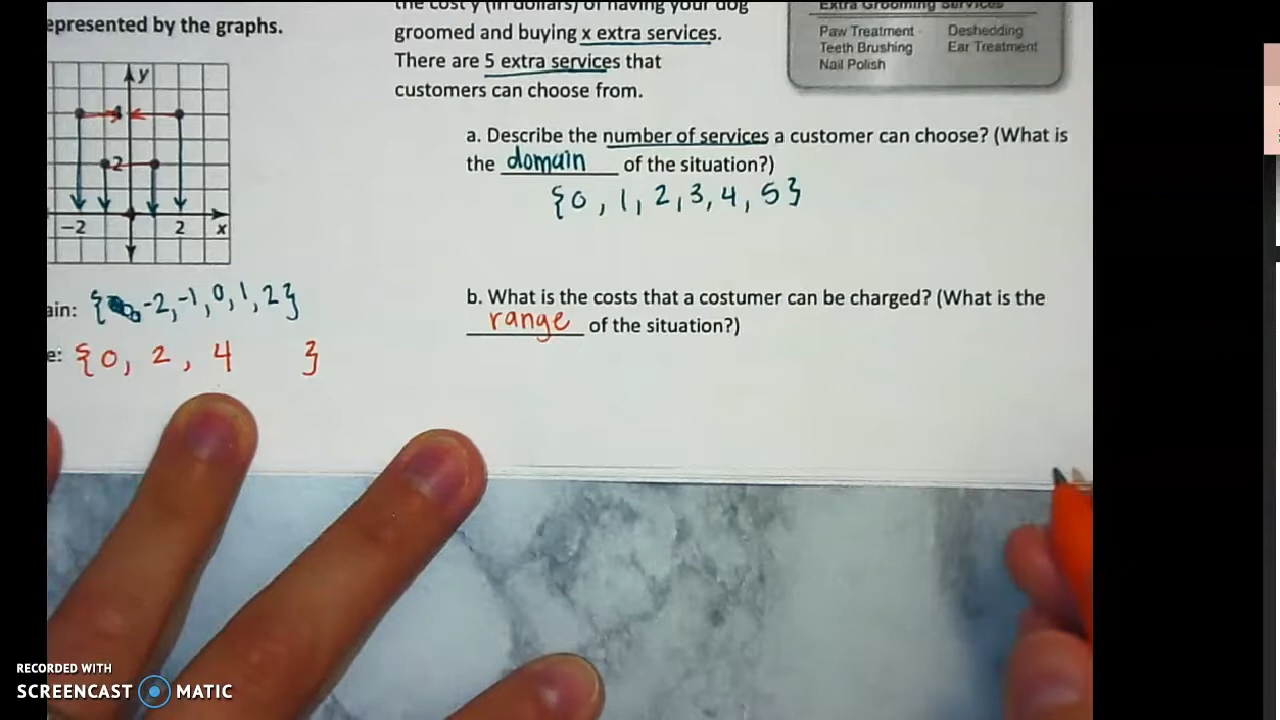 epresented by the graphs.
y
4
2
-2
2
x
ain: { -2, -1, 0, 1, 2 }
e: { 0, 2, 4 }
the cost y (in dollars) of having your dog
groomed and buying x extra services.
There are 5 extra services that
customers can choose from.
Extra Grooming Services
Paw Treatment Deshedding
Teeth Brushing Ear Treatment
Nail Polish
a. Describe the number of services a customer can choose? (What is
the domain of the situation?)
{ 0, 1, 2, 3, 4, 5 }
b. What is the costs that a costumer can be charged? (What is the
range of the situation?)
RECORDED WITH
SCREENCAST MATIC